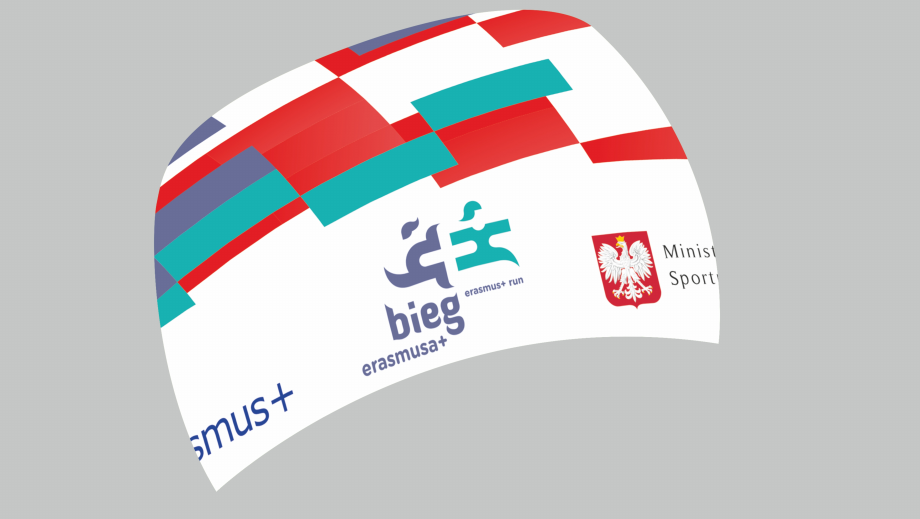 erasmus+ run
bieg
erasmusa+
smus+
Minist
Sport